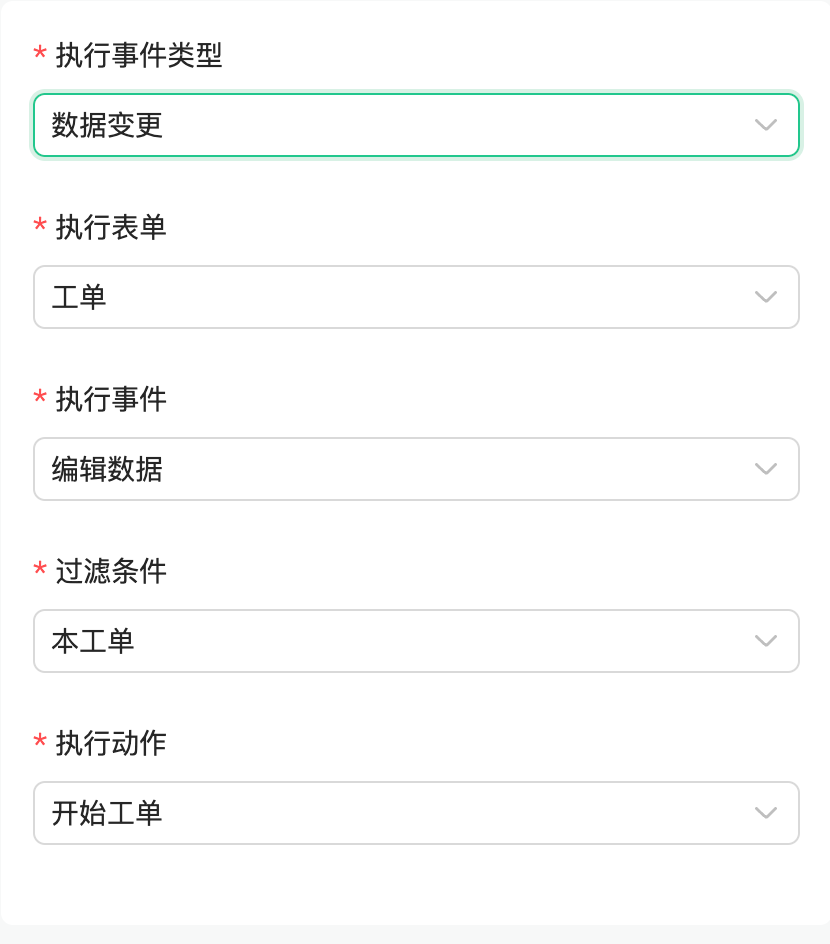 * 执行事件类型
数据变更
* 执行表单
工单
* 执行事件
编辑数据
* 过滤条件
本工单
* 执行动作
开始工单